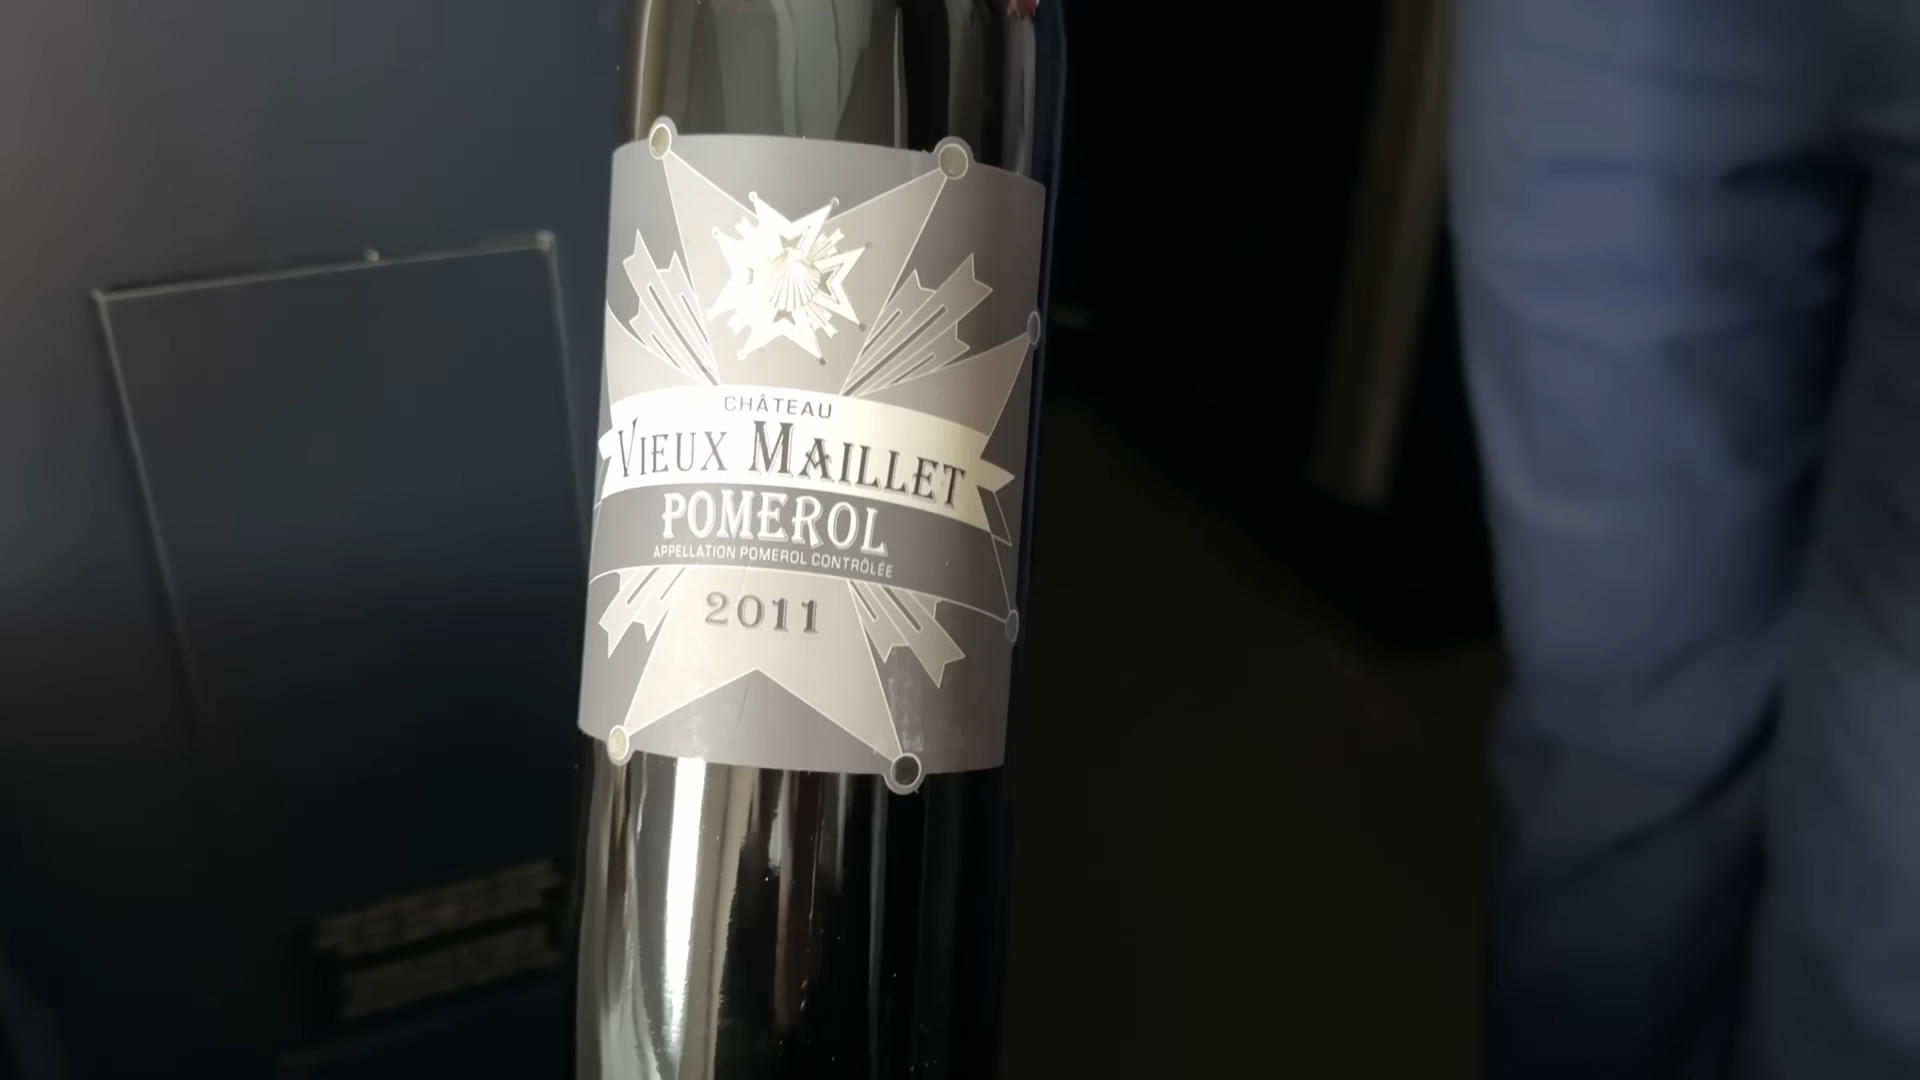 CHÂTEAU
VIEUX MAILLET
POMEROL
APPELLATION POMEROL CONTRÔLÉE
2011